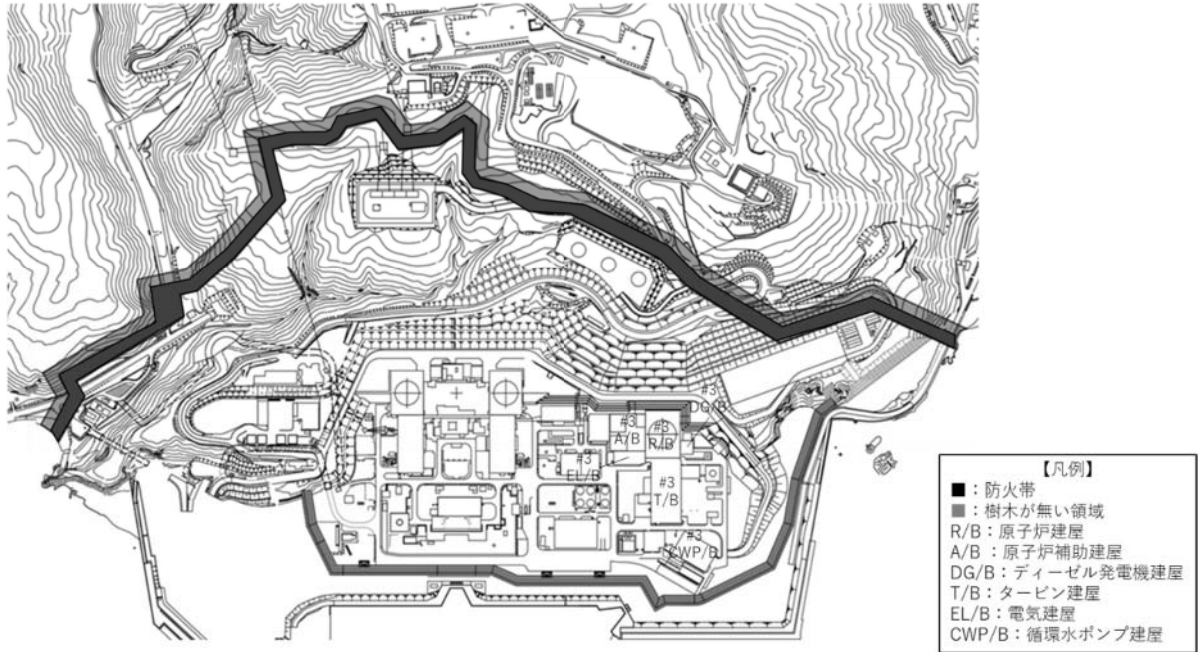 #3
DG/B
#3
A/B
#3
R/B
#3
EL/B
#3
T/B
#3
CWP/B
【凡例】
■：防火帯
■：樹木が無い領域
R/B：原子炉建屋
A/B：原子炉補助建屋
DG/B：ディーゼル発電機建屋
T/B：タービン建屋
EL/B：電気建屋
CWP/B：循環水ポンプ建屋